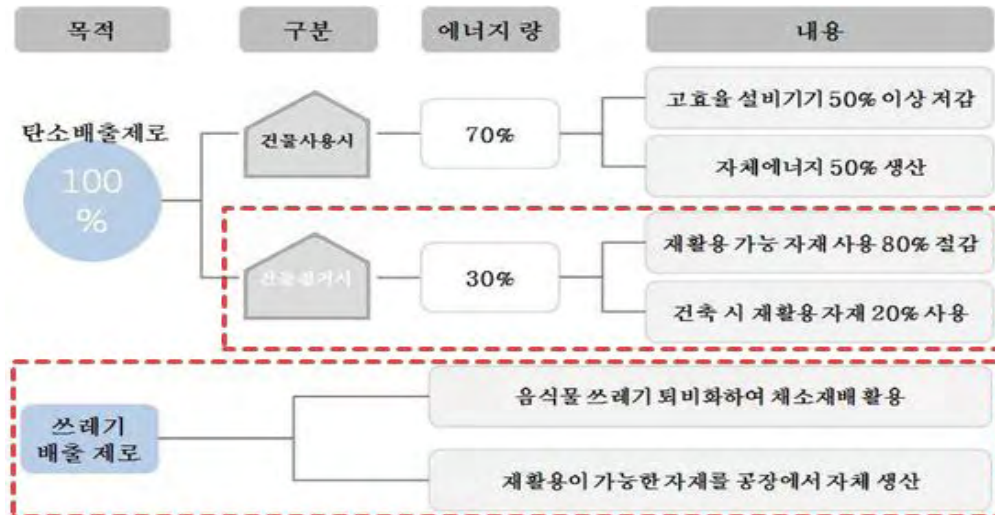 목적 구분 에너지 량 내용
탄소배출제로
100
%
건물사용시
70%
고효율 설비기기 50% 이상 저감
자체에너지 50% 생산
30%
재활용 가능 자재 사용 80% 절감
건축 시 재활용 자재 20% 사용
쓰레기
배출 제로
음식물 쓰레기 퇴비화하여 채소재배 활용
재활용이 가능한 자재를 공장에서 자체 생산